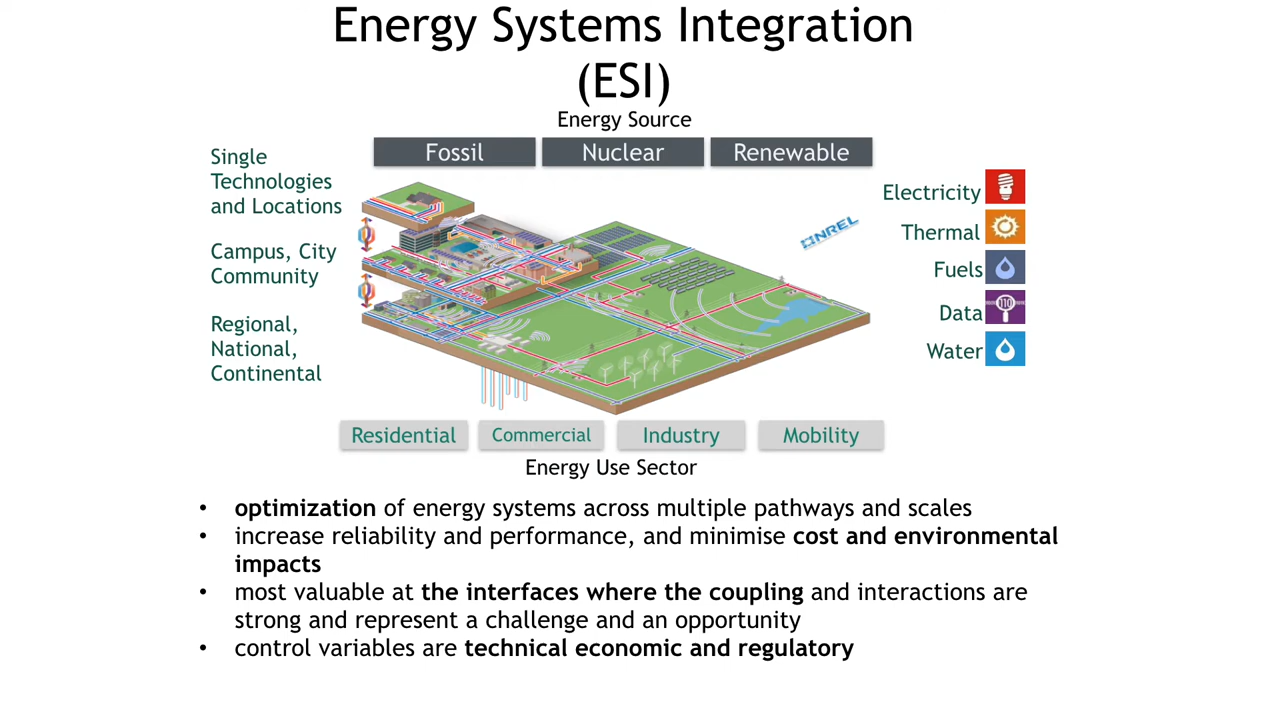 Energy Systems Integration
(ESI)
Energy Source
Fossil
Nuclear
Renewable
Single
Technologies
and Locations
Campus, City
Community
Regional,
National,
Continental
NREL
Electricity
Thermal
Fuels
Data
Water
Residential
Commercial
Industry
Mobility
Energy Use Sector
• optimization of energy systems across multiple pathways and scales
• increase reliability and performance, and minimise cost and environmental
impacts
• most valuable at the interfaces where the coupling and interactions are
strong and represent a challenge and an opportunity
• control variables are technical economic and regulatory